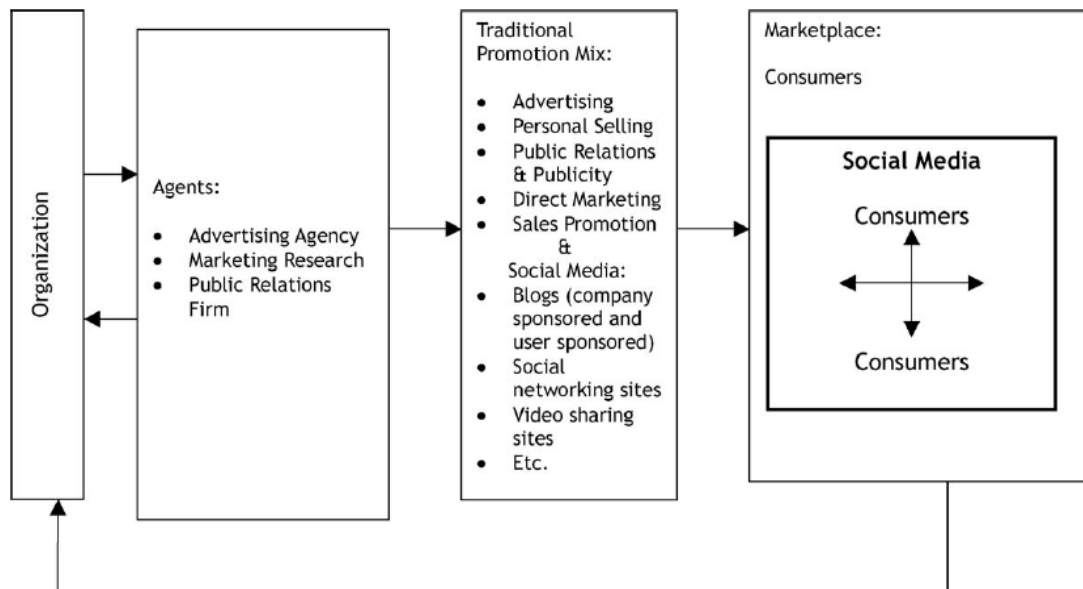 Organization
Agents:
• Advertising Agency
• Marketing Research
• Public Relations
Firm
Traditional
Promotion Mix:
• Advertising
• Personal Selling
• Public Relations
& Publicity
• Direct Marketing
• Sales Promotion
&
Social Media:
• Blogs (company
sponsored and
user sponsored)
• Social
networking sites
• Video sharing
sites
• Etc.
Marketplace:
Consumers
Social Media
Consumers
Consumers